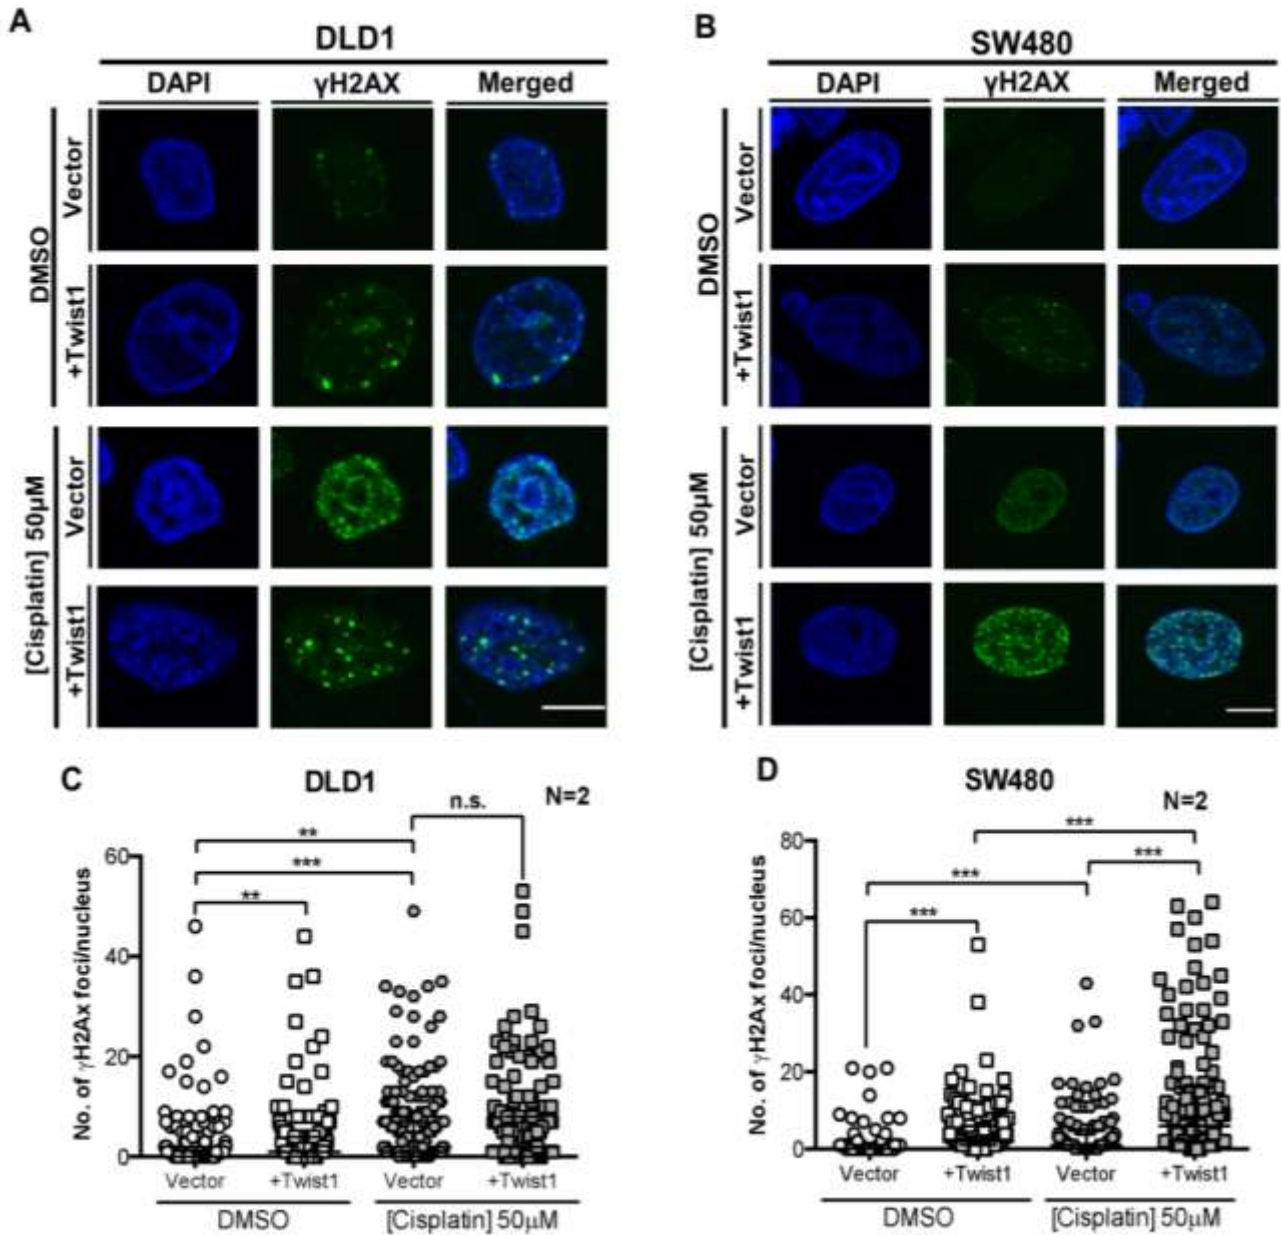 A
DLD1
DAPI γH2AX Merged
DMSO
Vector
+Twist1
[Cisplatin] 50μM
Vector
+Twist1
B
SW480
DAPI γH2AX Merged
DMSO
Vector
+Twist1
[Cisplatin] 50μM
Vector
+Twist1
C
DLD1
N=2
n.s.
**
***
**
No. of γH2Ax foci/nucleus
60
40
20
0
Vector +Twist1 Vector +Twist1
DMSO [Cisplatin] 50μM
D
SW480
N=2
***
***
***
***
No. of γH2Ax foci/nucleus
80
60
40
20
0
Vector +Twist1 Vector +Twist1
DMSO [Cisplatin] 50μM